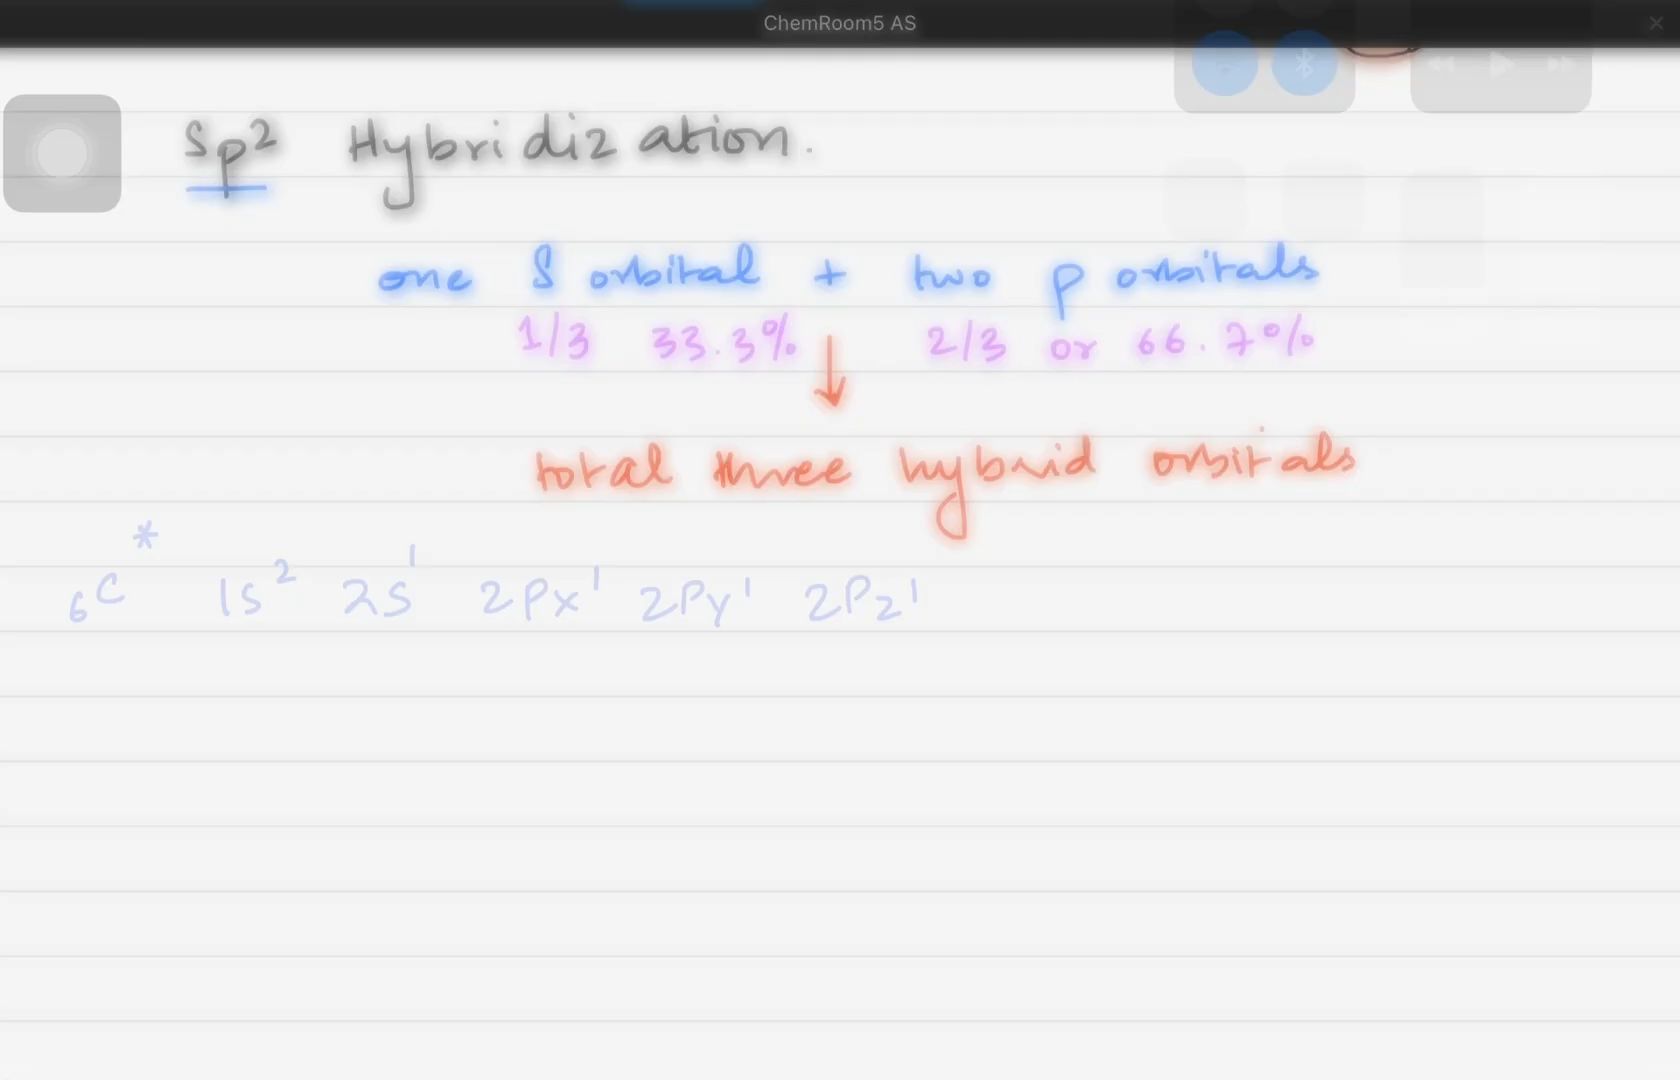 ChemRoom5 AS
Sp² Hybridization.
one S orbital + two p orbitals
1/3 33.3% 2/3 or 66.7%
↓
total three hybrid orbitals
₆C* 1s² 2s¹ 2Px¹ 2Py¹ 2Pz¹